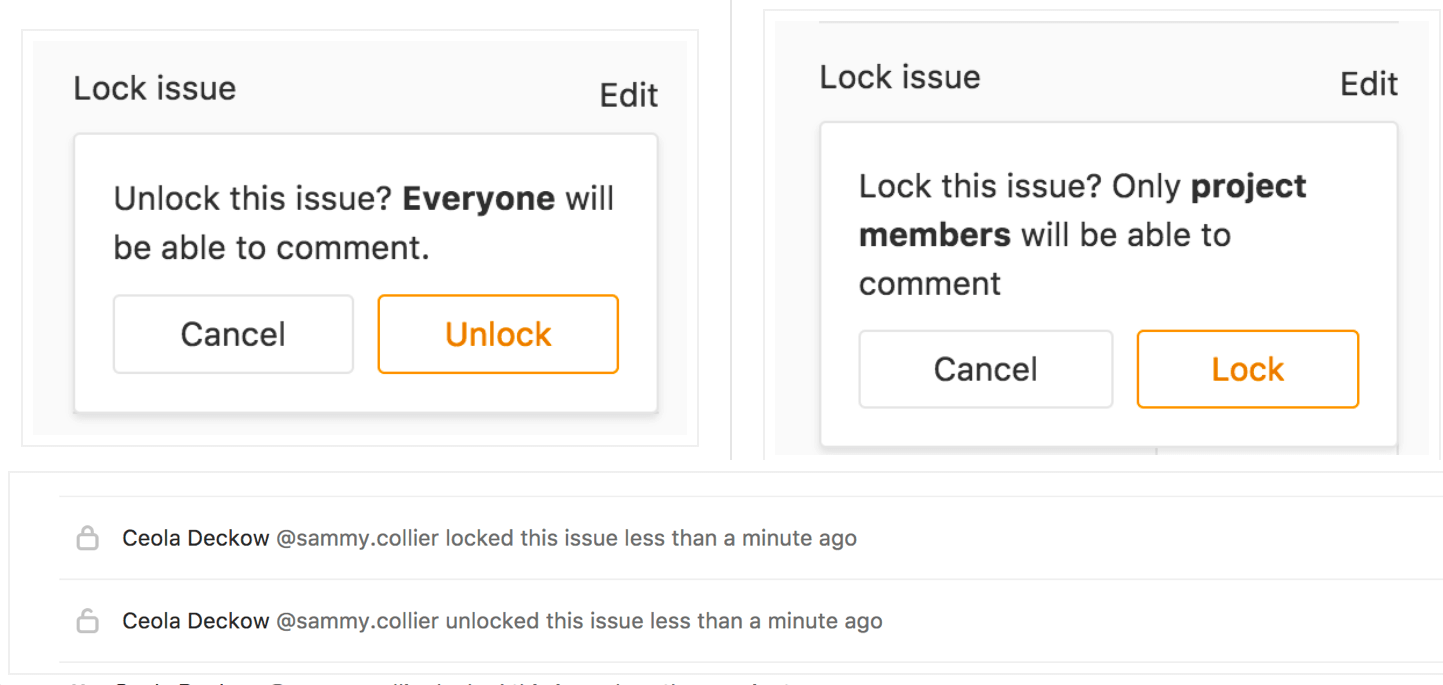 Lock issue
Edit
Unlock this issue? Everyone will
be able to comment.
Cancel
Unlock
Lock issue
Edit
Lock this issue? Only project
members will be able to
comment
Cancel
Lock
Ceola Deckow @sammy.collier locked this issue less than a minute ago
Ceola Deckow @sammy.collier unlocked this issue less than a minute ago